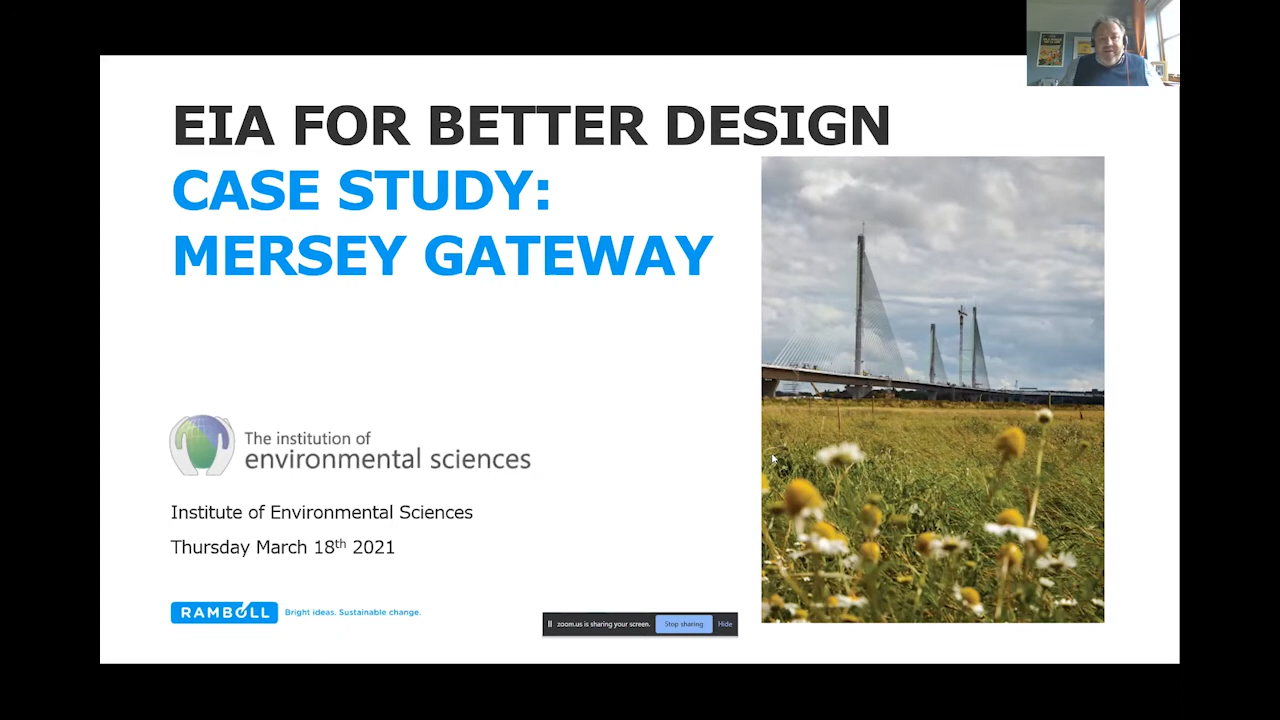 EIA FOR BETTER DESIGN
CASE STUDY:
MERSEY GATEWAY
The institution of
environmental sciences
Institute of Environmental Sciences
Thursday March 18th 2021
RAMBOLL Bright ideas. Sustainable change.
zoom.us is sharing your screen. Stop sharing Hide